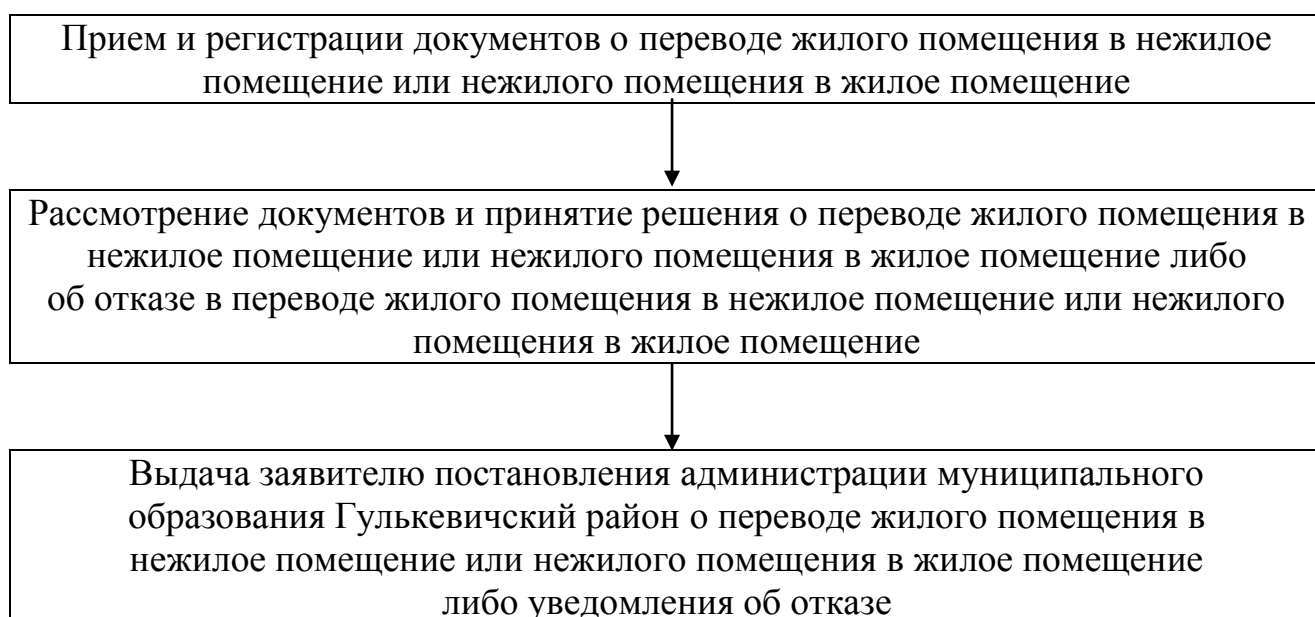 Прием и регистрации документов о переводе жилого помещения в нежилое
помещение или нежилого помещения в жилое помещение
Рассмотрение документов и принятие решения о переводе жилого помещения в
нежилое помещение или нежилого помещения в жилое помещение либо
об отказе в переводе жилого помещения в нежилое помещение или нежилого
помещения в жилое помещение
Выдача заявителю постановления администрации муниципального
образования Гулькевичский район о переводе жилого помещения в
нежилое помещение или нежилого помещения в жилое помещение
либо уведомления об отказе